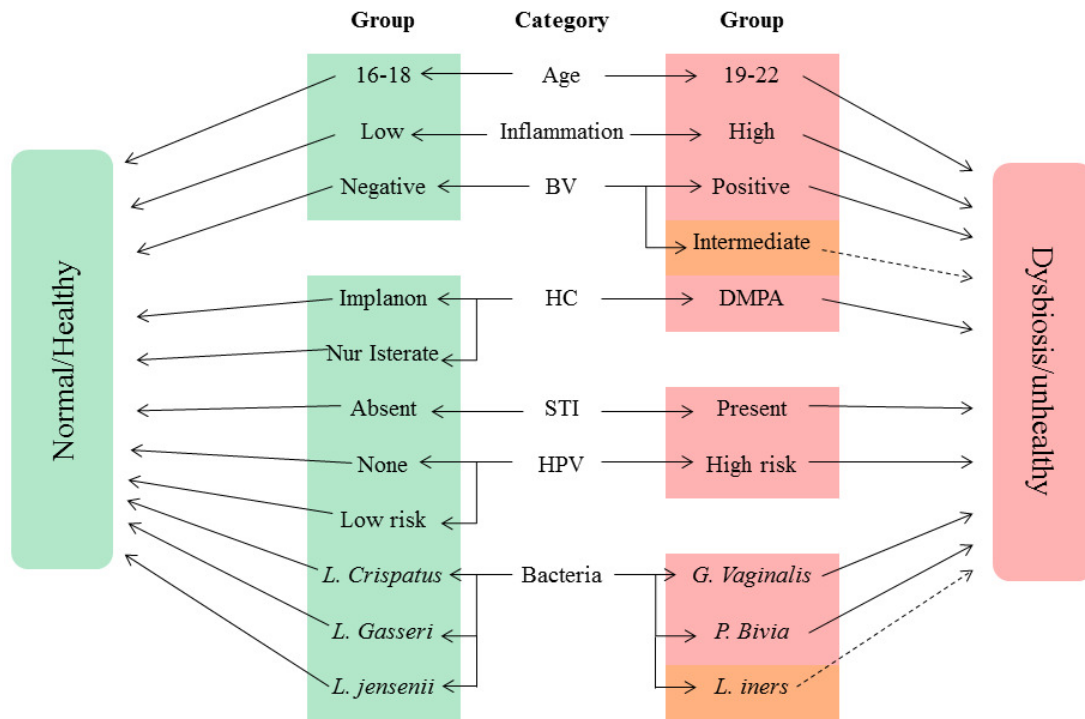 Group Category Group
16-18 Age 19-22
Low Inflammation High
Negative BV Positive
Intermediate
Implanon HC DMPA
Nur Isterate
Absent STI Present
None HPV High risk
Low risk
L. Crispatus Bacteria G. Vaginalis
L. Gasseri P. Bivia
L. jensenii L. iners
Normal/Healthy
Dysbiosis/unhealthy